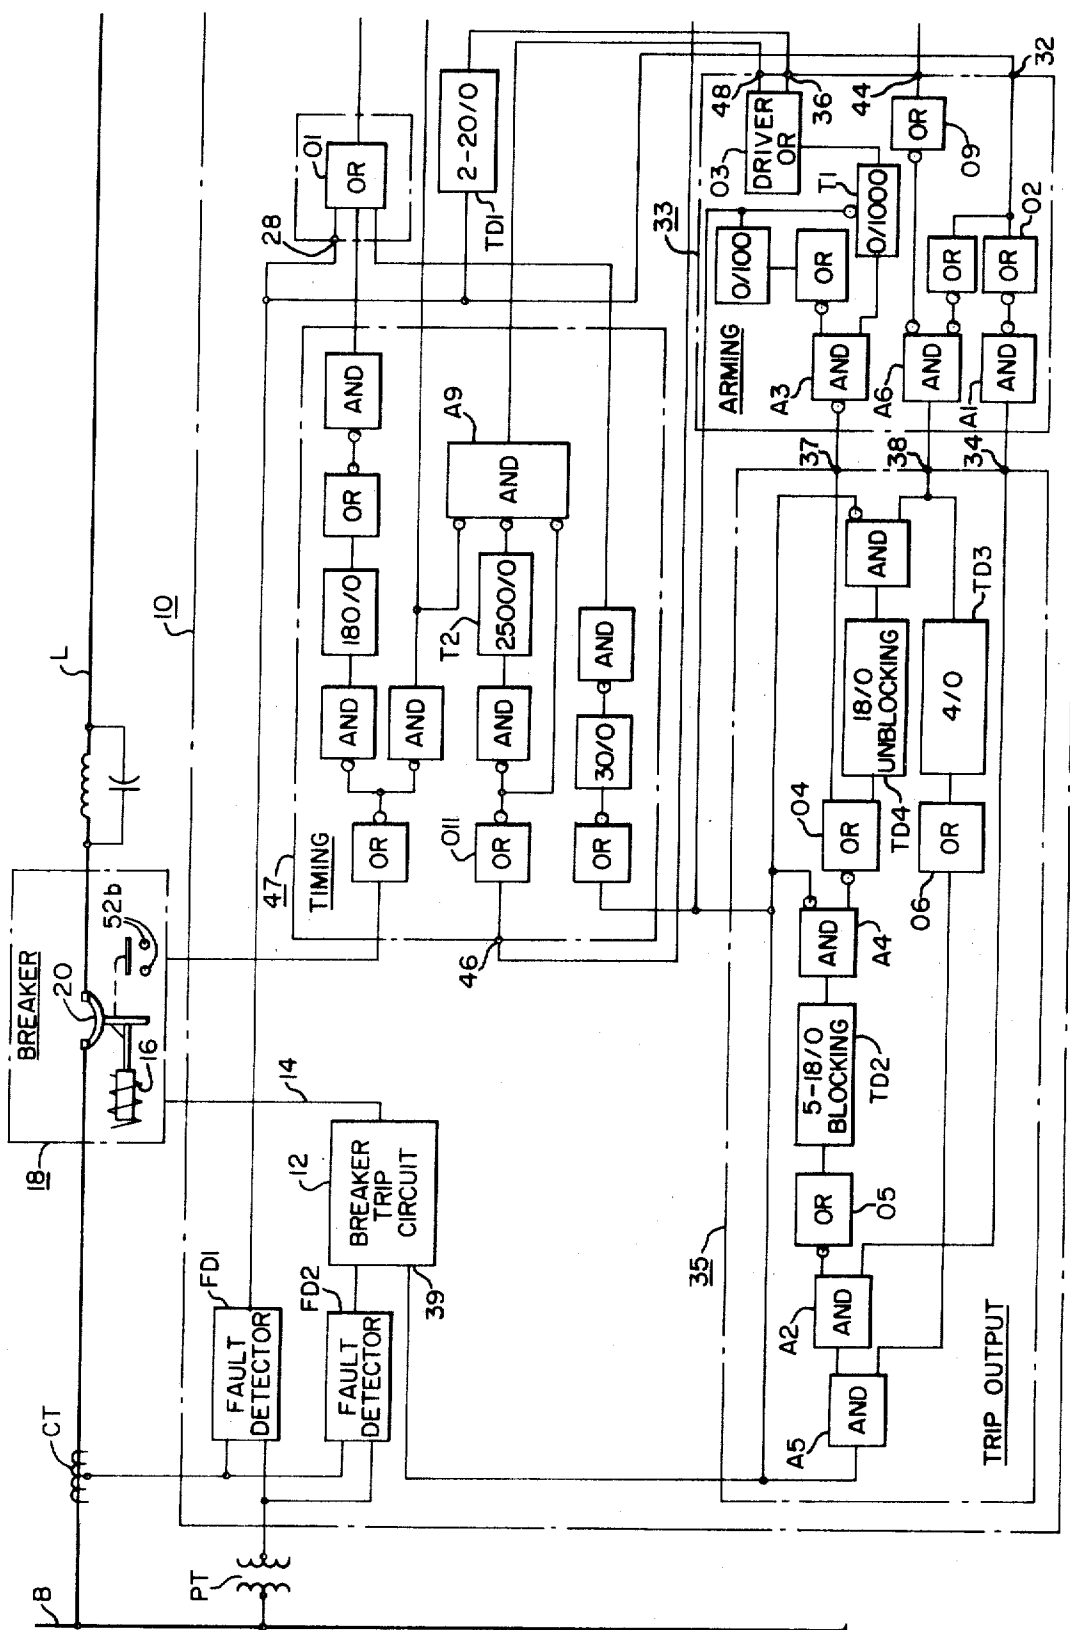 B
CT
L
PT
BREAKER
18
20
16
52b
14
10
FD1
FAULT
DETECTOR
FD2
FAULT
DETECTOR
12
BREAKER
TRIP
CIRCUIT
39
47
TIMING
OR
AND
AND
180/0
OR
AND
O11
OR
AND
T2
2500/0
A9
AND
46
OR
30/0
AND
28
O1
OR
TD1
2-20/0
33
ARMING
O3
DRIVER
OR
48
36
44
32
0/100
OR
T1
0/1000
A3
AND
OR
O9
A6
AND
OR
A1
AND
OR
O2
37
38
34
35
TRIP OUTPUT
A5
AND
A2
AND
OR
O5
5-18/0
BLOCKING
TD2
AND
A4
O4
OR
18/0
UNBLOCKING
TD4
AND
OR
O6
4/0
TD3